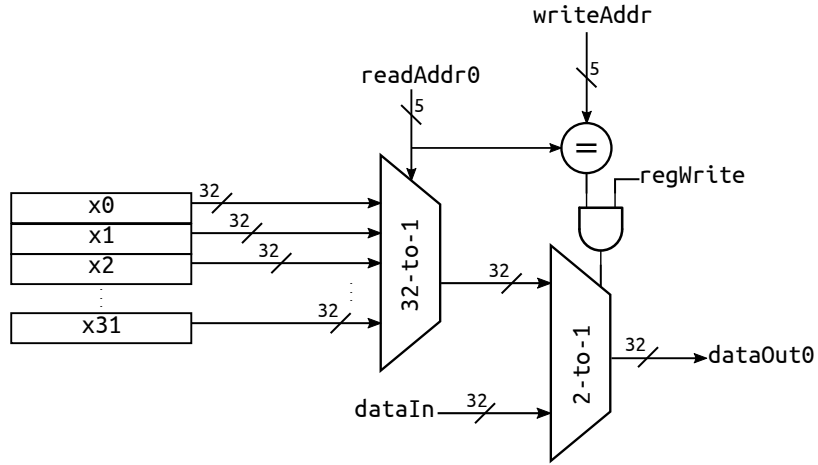 writeAddr
5
readAddr0
5
=
regWrite
x0
32
x1
32
x2
32
x31
32
32-to-1
32
dataIn
32
2-to-1
32
dataOut0